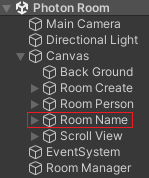 Photon Room
Main Camera
Directional Light
Canvas
Back Ground
Room Create
Room Person
Room Name
Scroll View
EventSystem
Room Manager